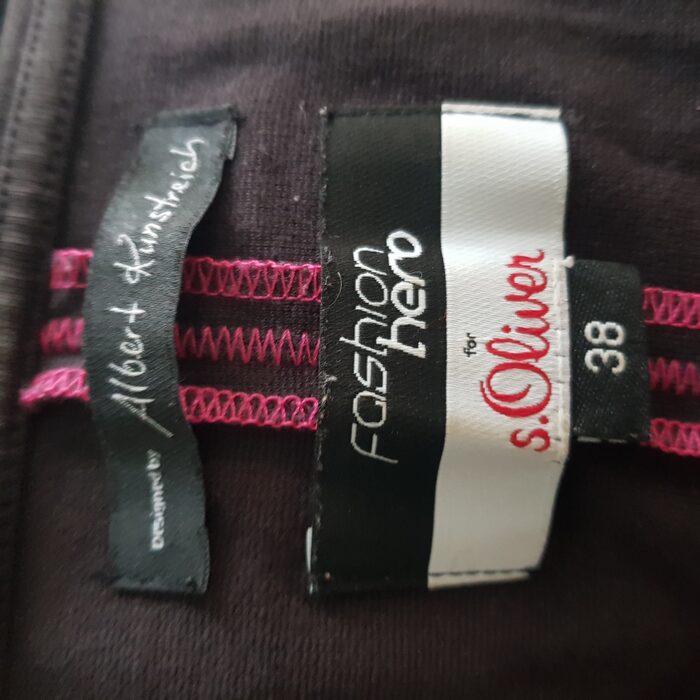 Designed by Albert Kunstreich
Fashion
hero
for
s.Oliver
38